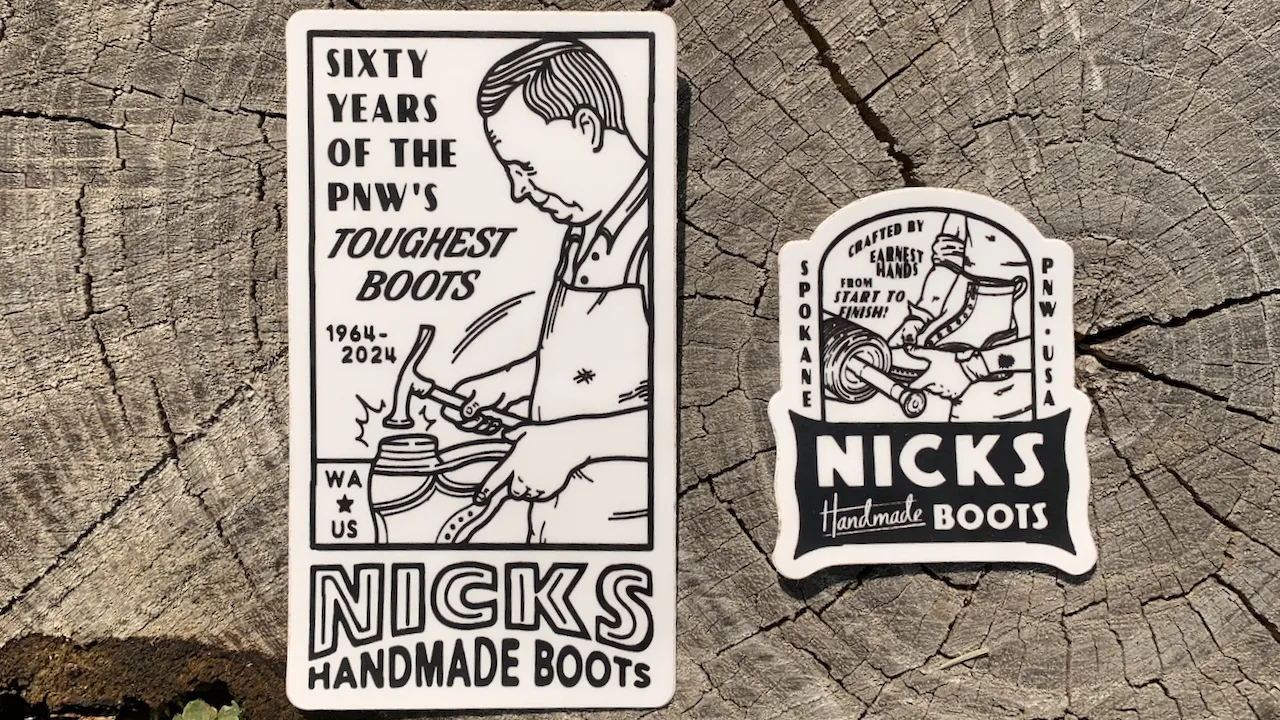 SIXTY
YEARS
OF THE
PNW'S
TOUGHEST
BOOTS
1964-
2024
WA
US
NICKS
HANDMADE BOOTS
CRAFTED BY
EARNEST
HANDS
FROM
START TO
FINISH!
SPOKANE
PNW·USA
NICKS
Handmade BOOTS